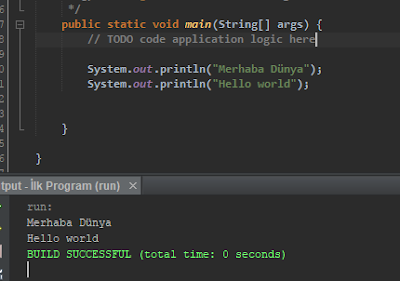 */
public static void main(String[] args) {
// TODO code application logic here
System.out.println("Merhaba Dünya");
System.out.println("Hello world");
}
}
tput - İlk Program (run) ×
run:
Merhaba Dünya
Hello world
BUILD SUCCESSFUL (total time: 0 seconds)